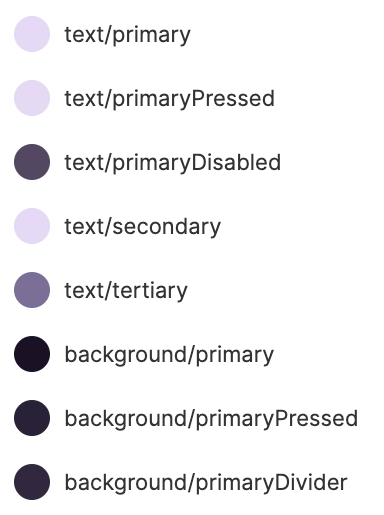 text/primary
text/primaryPressed
text/primaryDisabled
text/secondary
text/tertiary
background/primary
background/primaryPressed
background/primaryDivider